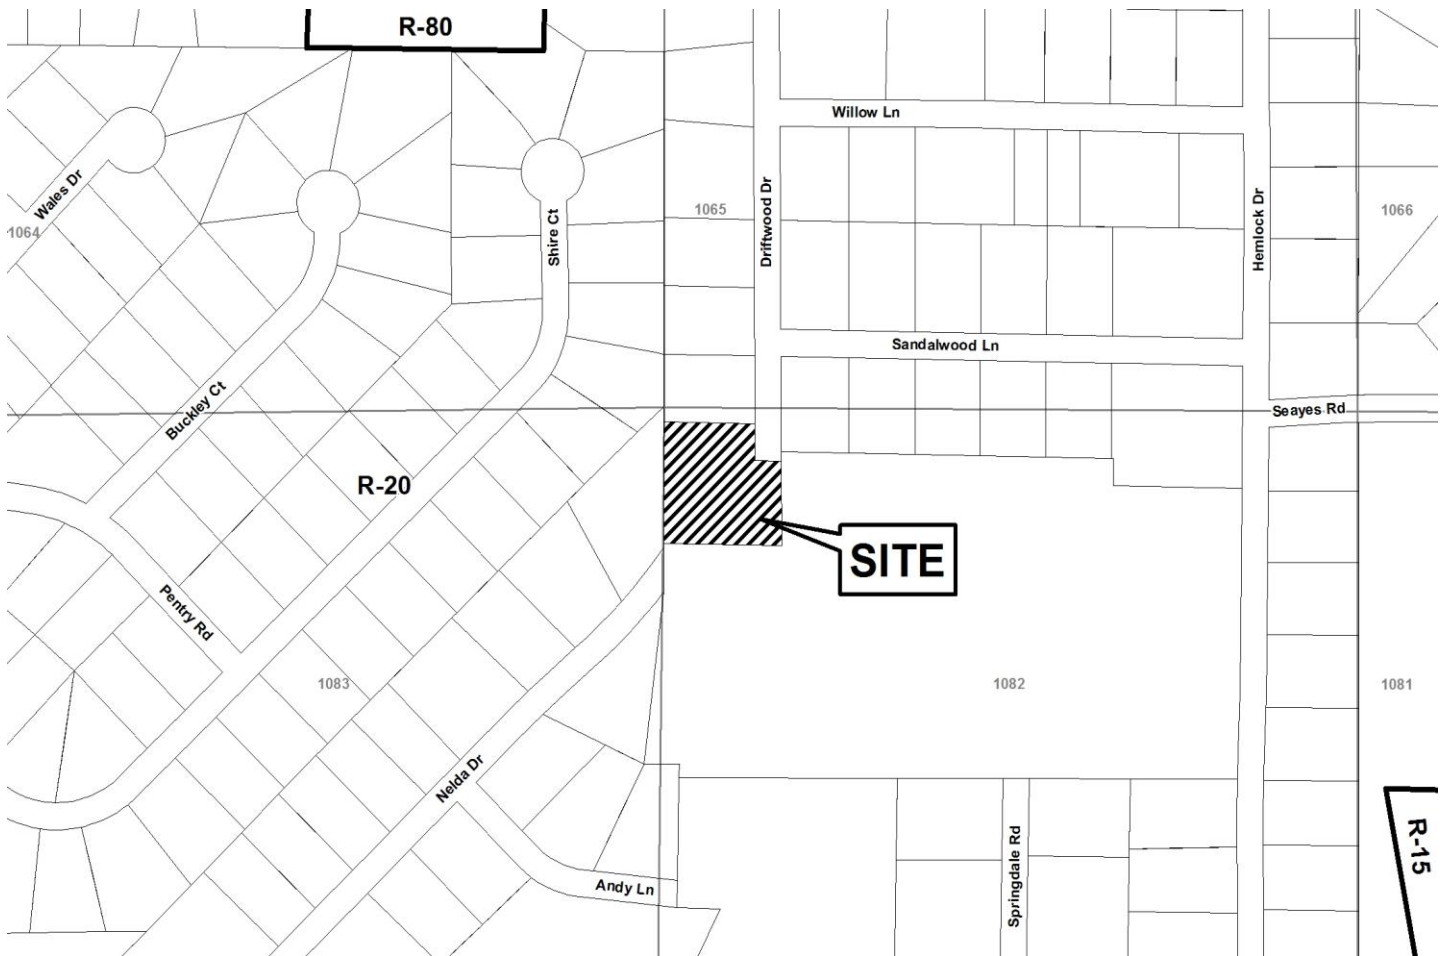 R-80
Willow Ln
Wales Dr
1064
Shire Ct
1065
Driftwood Dr
Hemlock Dr
1066
Sandalwood Ln
Buckley Ct
Seayes Rd
R-20
SITE
Pentry Rd
1083
1082
1081
Nelda Dr
R-15
Springdale Rd
Andy Ln